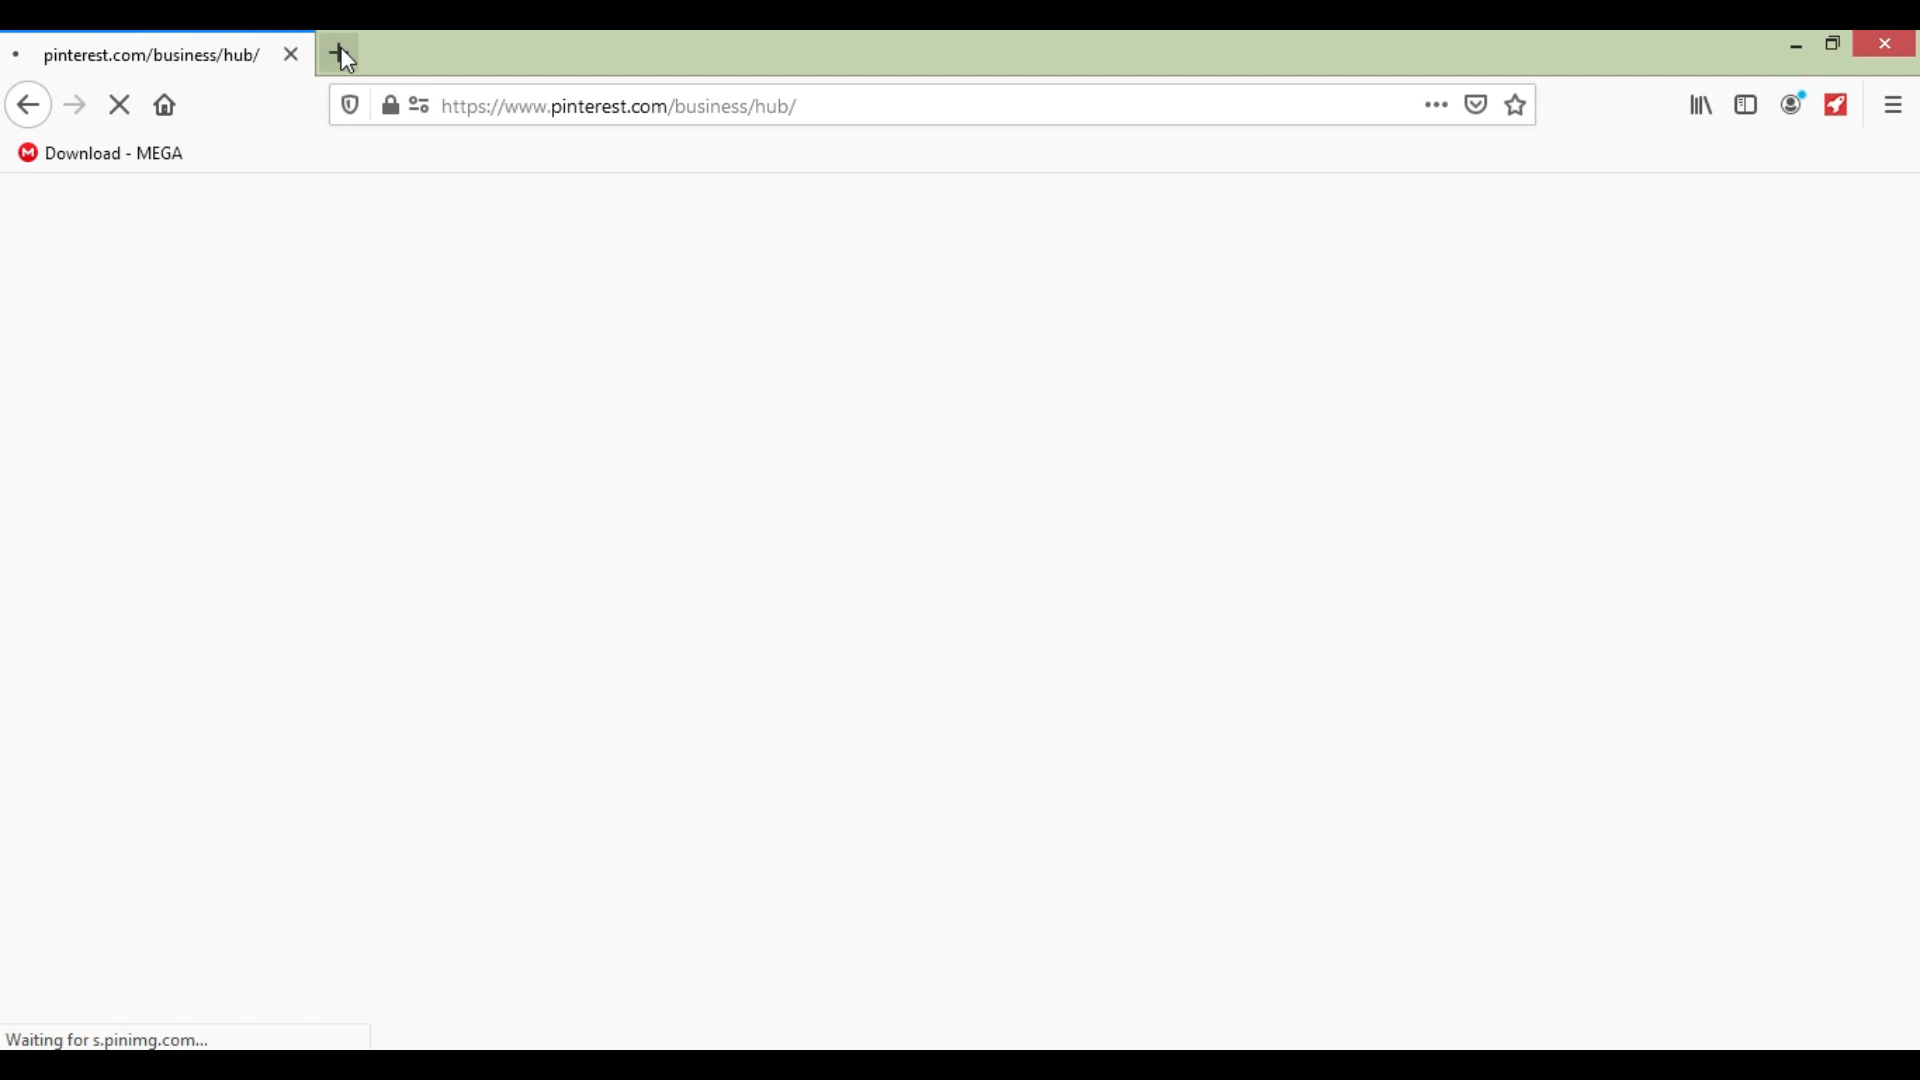 pinterest.com/business/hub/
https://www.pinterest.com/business/hub/
Download - MEGA
Waiting for s.pinimg.com...